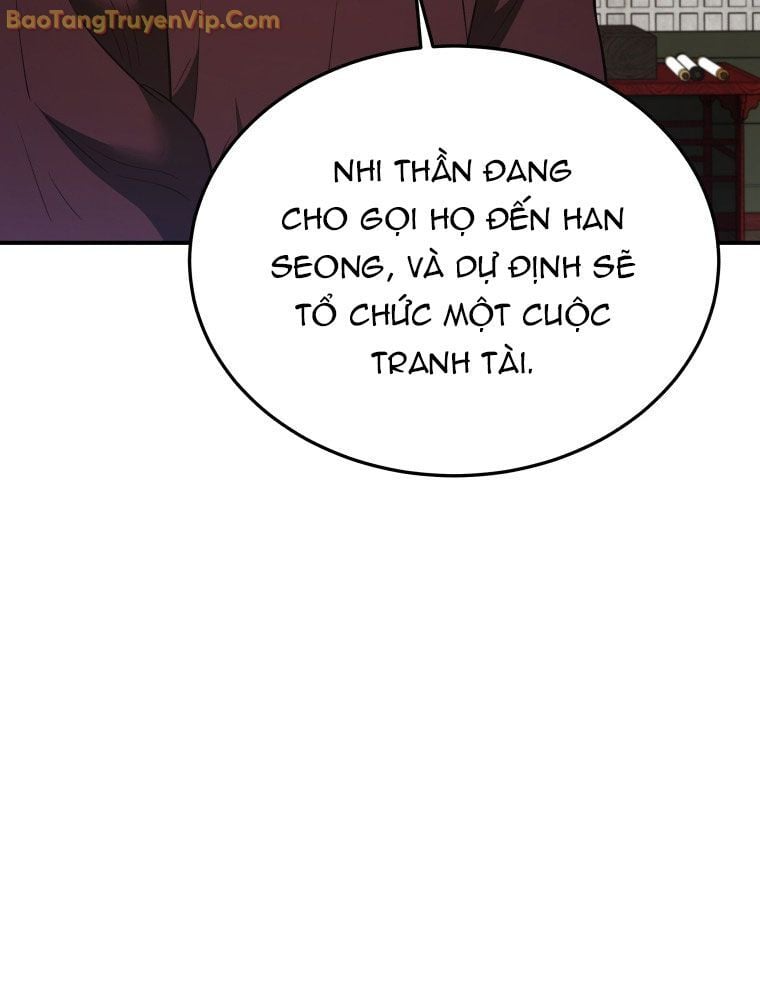 BaoTangTruyenVip.Com
NHI THẦN ĐANG
CHO GỌI HỌ ĐẾN HAN
SEONG, VÀ DỰ ĐỊNH SẼ
TỔ CHỨC MỘT CUỘC
TRANH TÀI.